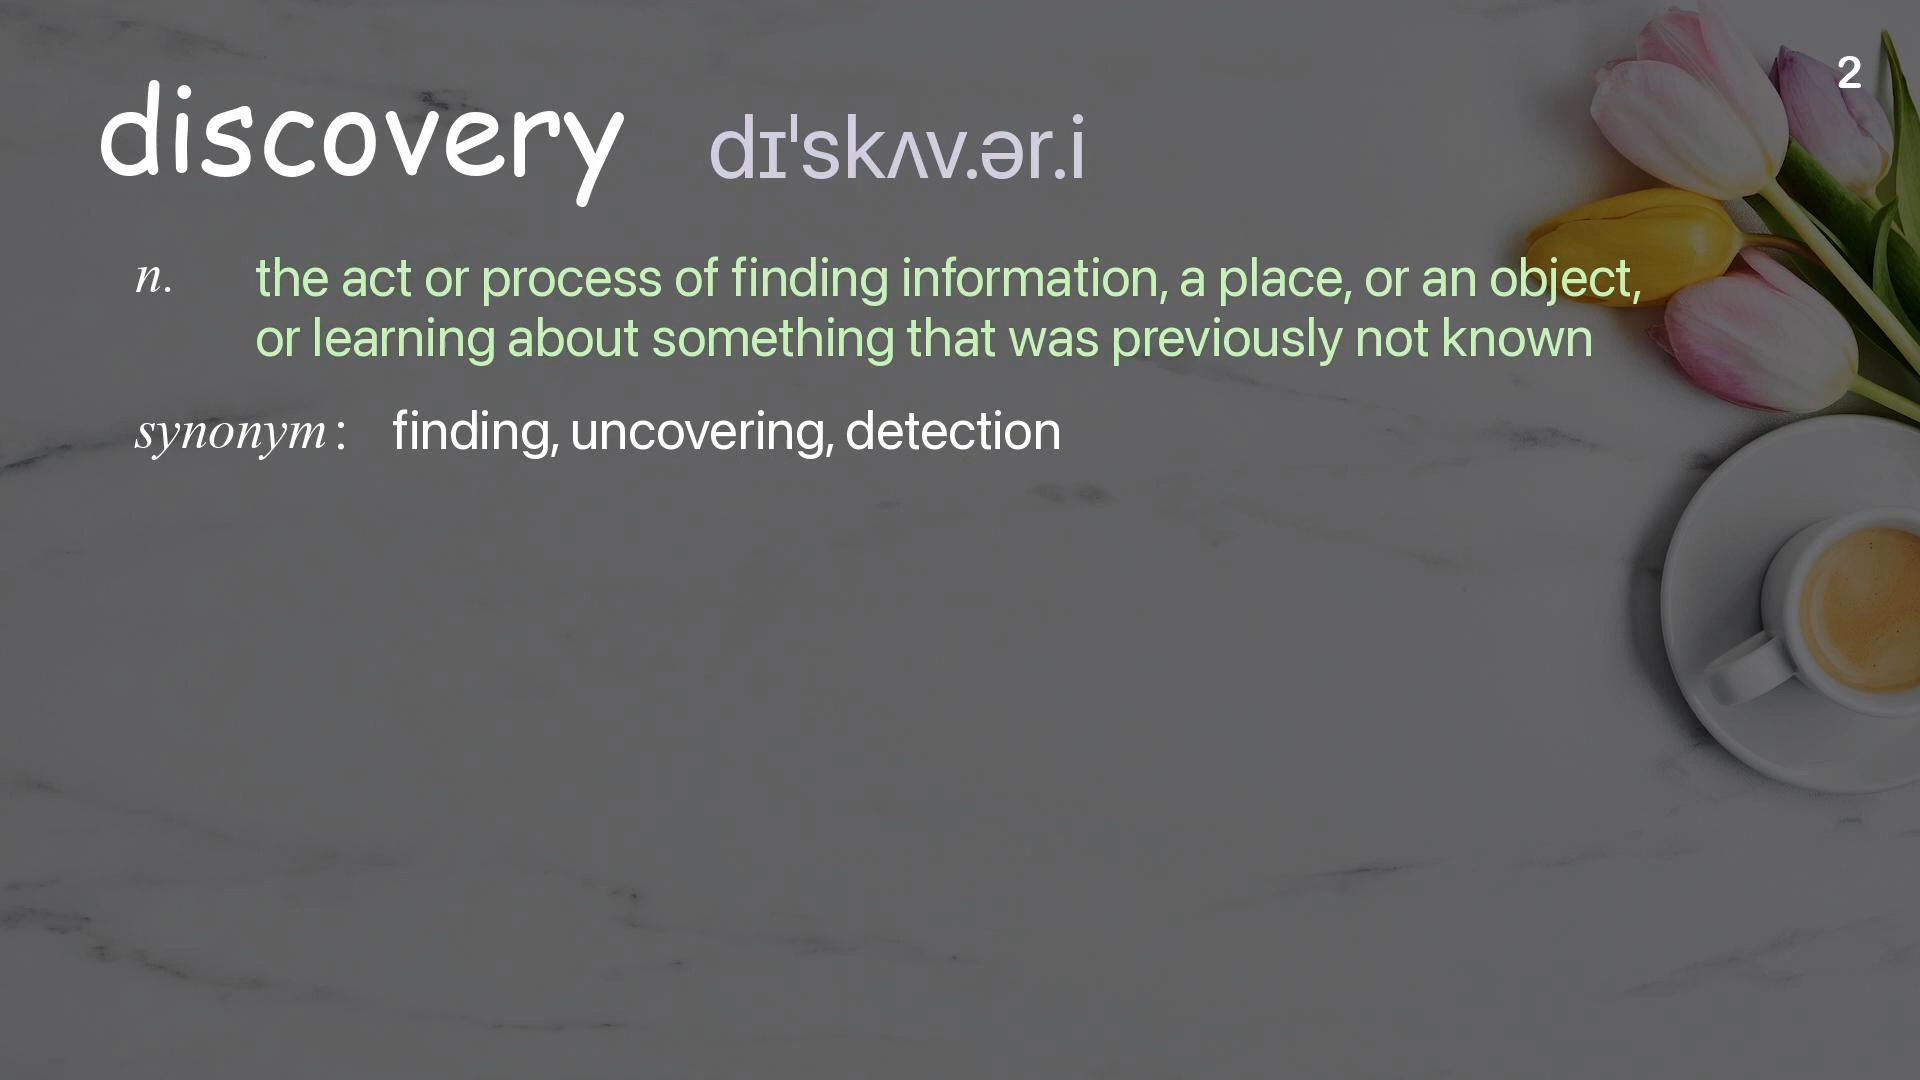 2
discovery dɪˈskʌv.ər.i
n. the act or process of finding information, a place, or an object,
or learning about something that was previously not known
synonym: finding, uncovering, detection